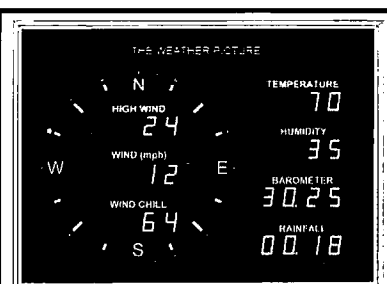 THE WEATHER PICTURE
N
HIGH WIND
24
WIND (mph)
12
W
E
WIND CHILL
64
S
TEMPERATURE
70
HUMIDITY
35
BAROMETER
30.25
RAINFALL
00.18